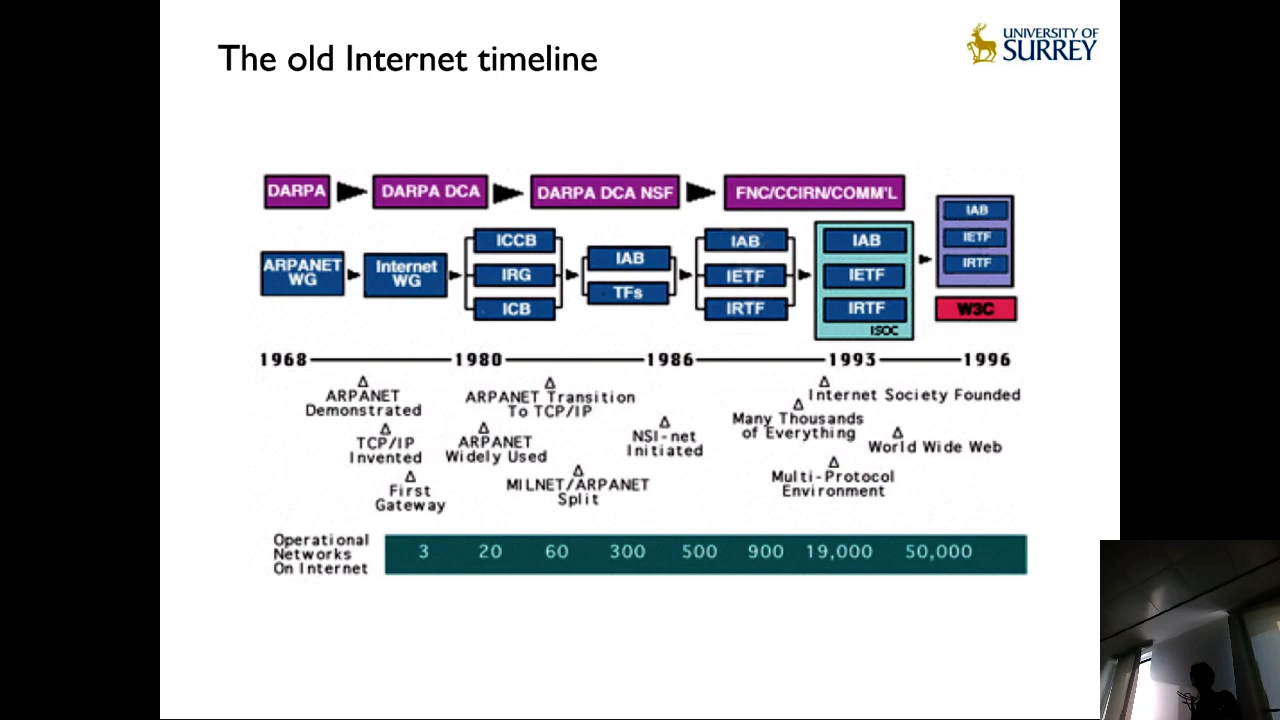 The old Internet timeline
UNIVERSITY OF
SURREY
DARPA
DARPA DCA
DARPA DCA NSF
FNC/CCIRN/COMM'L
ARPANET
WG
Internet
WG
ICCB
IRG
ICB
IAB
TFs
IAB
IETF
IRTF
IAB
IETF
IRTF
ISOC
IAB
IETF
IRTF
W3C
1968
1980
1986
1993
1996
ARPANET
Demonstrated
TCP/IP
Invented
First
Gateway
ARPANET Transition
To TCP/IP
ARPANET
Widely Used
MILNET/ARPANET
Split
NSI-net
Initiated
Internet Society Founded
Many Thousands
of Everything
World Wide Web
Multi-Protocol
Environment
Operational
Networks
On Internet
3 20 60 300 500 900 19,000 50,000